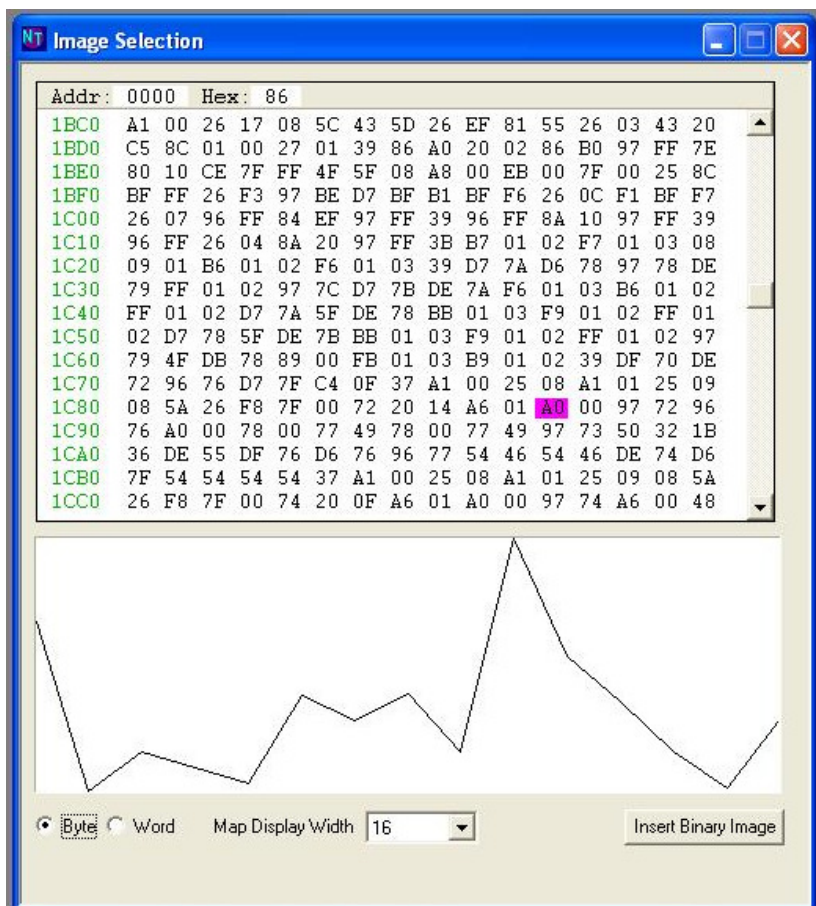 NT Image Selection
Addr: 0000 Hex: 86
1BC0 A1 00 26 17 08 5C 43 5D 26 EF 81 55 26 03 43 20
1BD0 C5 8C 01 00 27 01 39 86 A0 20 02 86 B0 97 FF 7E
1BE0 80 10 CE 7F FF 4F 5F 08 A8 00 EB 00 7F 00 25 8C
1BF0 BF FF 26 F3 97 BE D7 BF B1 BF F6 26 0C F1 BF F7
1C00 26 07 96 FF 84 EF 97 FF 39 96 FF 8A 10 97 FF 39
1C10 96 FF 26 04 8A 20 97 FF 3B B7 01 02 F7 01 03 08
1C20 09 01 B6 01 02 F6 01 03 39 D7 7A D6 78 97 78 DE
1C30 79 FF 01 02 97 7C D7 7B DE 7A F6 01 03 B6 01 02
1C40 FF 01 02 D7 7A 5F DE 78 BB 01 03 F9 01 02 FF 01
1C50 02 D7 78 5F DE 7B BB 01 03 F9 01 02 FF 01 02 97
1C60 79 4F DB 78 89 00 FB 01 03 B9 01 02 39 DF 70 DE
1C70 72 96 76 D7 7F C4 0F 37 A1 00 25 08 A1 01 25 09
1C80 08 5A 26 F8 7F 00 72 20 14 A6 01 A0 00 97 72 96
1C90 76 A0 00 78 00 77 49 78 00 77 49 97 73 50 32 1B
1CA0 36 DE 55 DF 76 D6 76 96 77 54 46 54 46 DE 74 D6
1CB0 7F 54 54 54 54 37 A1 00 25 08 A1 01 25 09 08 5A
1CC0 26 F8 7F 00 74 20 0F A6 01 A0 00 97 74 A6 00 48
Byte Word Map Display Width 16 Insert Binary Image